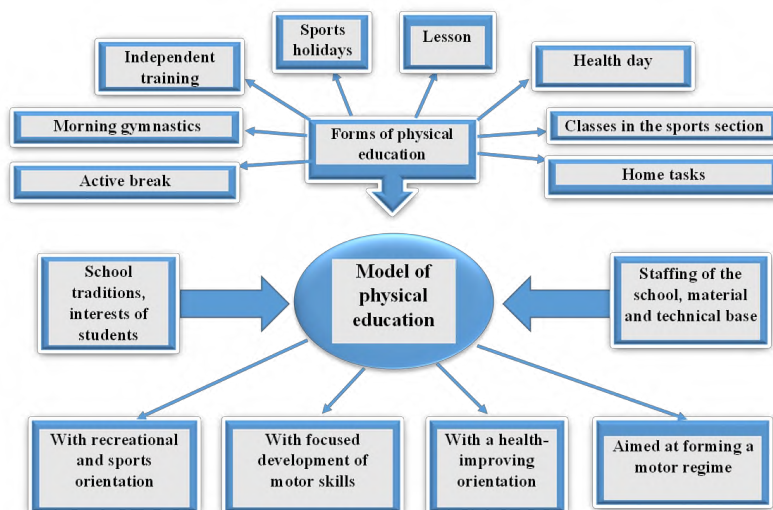 Sports
holidays
Lesson
Independent
training
Health day
Morning gymnastics
Forms of physical
education
Classes in the sports section
Active break
Home tasks
School
traditions,
interests of
students
Model of
physical
education
Staffing of the
school, material
and technical base
With recreational
and sports
orientation
With focused
development of
motor skills
With a health-
improving
orientation
Aimed at forming a
motor regime